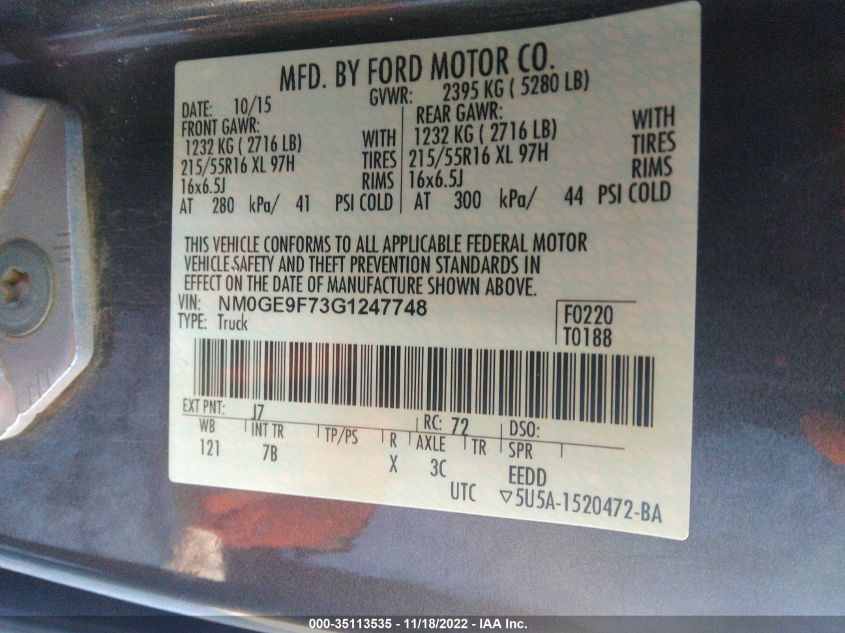 MFD. BY FORD MOTOR CO.
DATE: 10/15 GVWR: 2395 KG ( 5280 LB)
FRONT GAWR: REAR GAWR: WITH
1232 KG ( 2716 LB) WITH 1232 KG ( 2716 LB) TIRES
215/55R16 XL 97H TIRES 215/55R16 XL 97H RIMS
16x6.5J RIMS 16x6.5J
AT 280 kPa/ 41 PSI COLD AT 300 kPa/ 44 PSI COLD
THIS VEHICLE CONFORMS TO ALL APPLICABLE FEDERAL MOTOR
VEHICLE SAFETY AND THEFT PREVENTION STANDARDS IN
EFFECT ON THE DATE OF MANUFACTURE SHOWN ABOVE.
VIN: NM0GE9F73G1247748 F0220
TYPE: Truck T0188
EXT PNT: J7 RC: 72 DSO:
WB INT TR TP/PS R AXLE TR SPR
121 7B X 3C EEDD
UTC ▽5U5A-1520472-BA
000-35113535 - 11/18/2022 - IAA Inc.